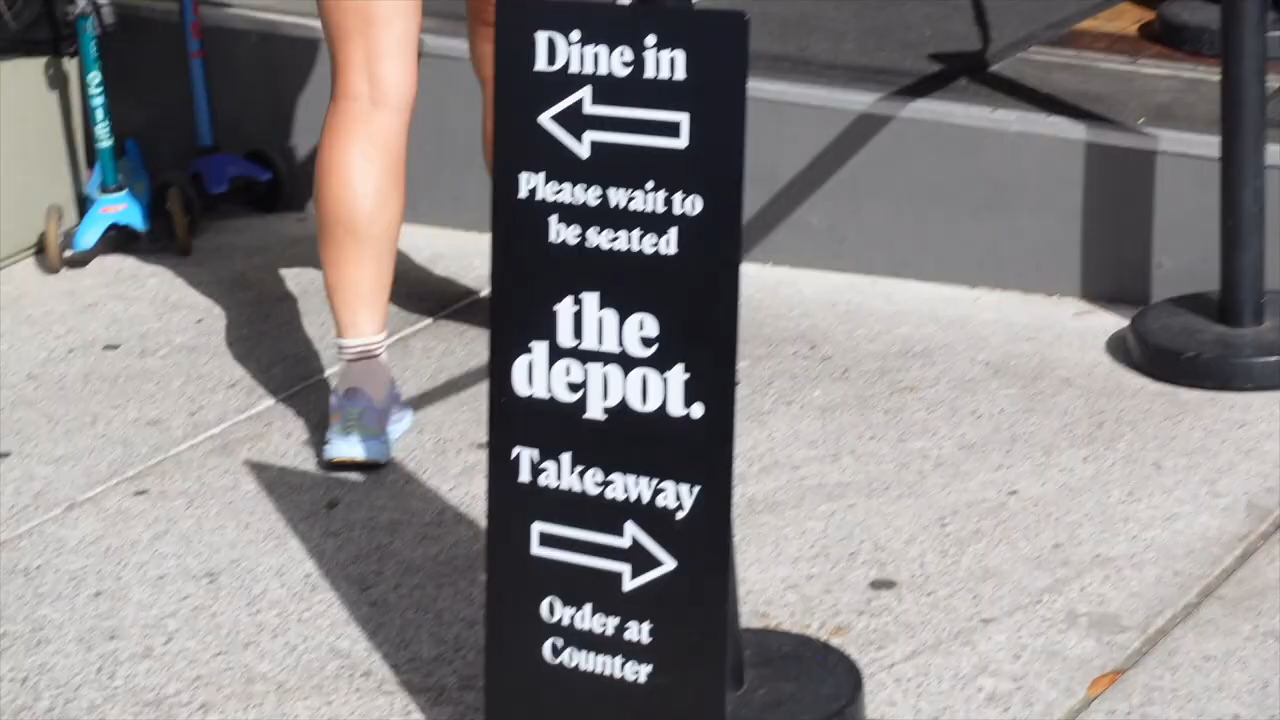 Dine in
Please wait to
be seated
the
depot.
Takeaway
Order at
Counter